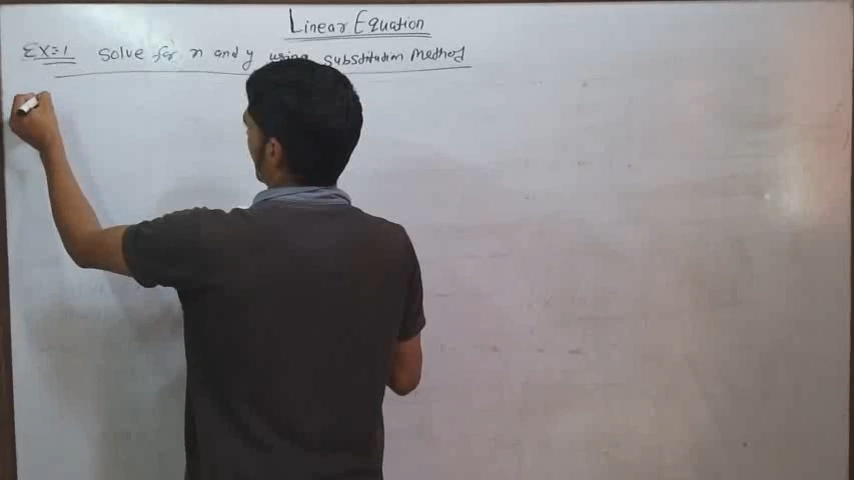 Linear Equation
EX=1 Solve for x and y using substitution method